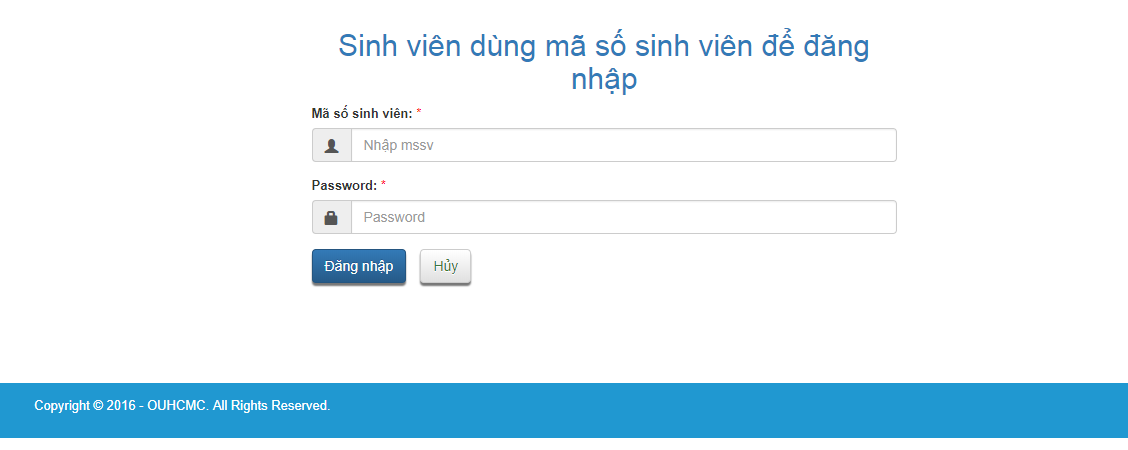 Sinh viên dùng mã số sinh viên để đăng
nhập
Mã số sinh viên: *
Nhập mssv
Password: *
Password
Đăng nhập Hủy
Copyright © 2016 - OUHCMC. All Rights Reserved.